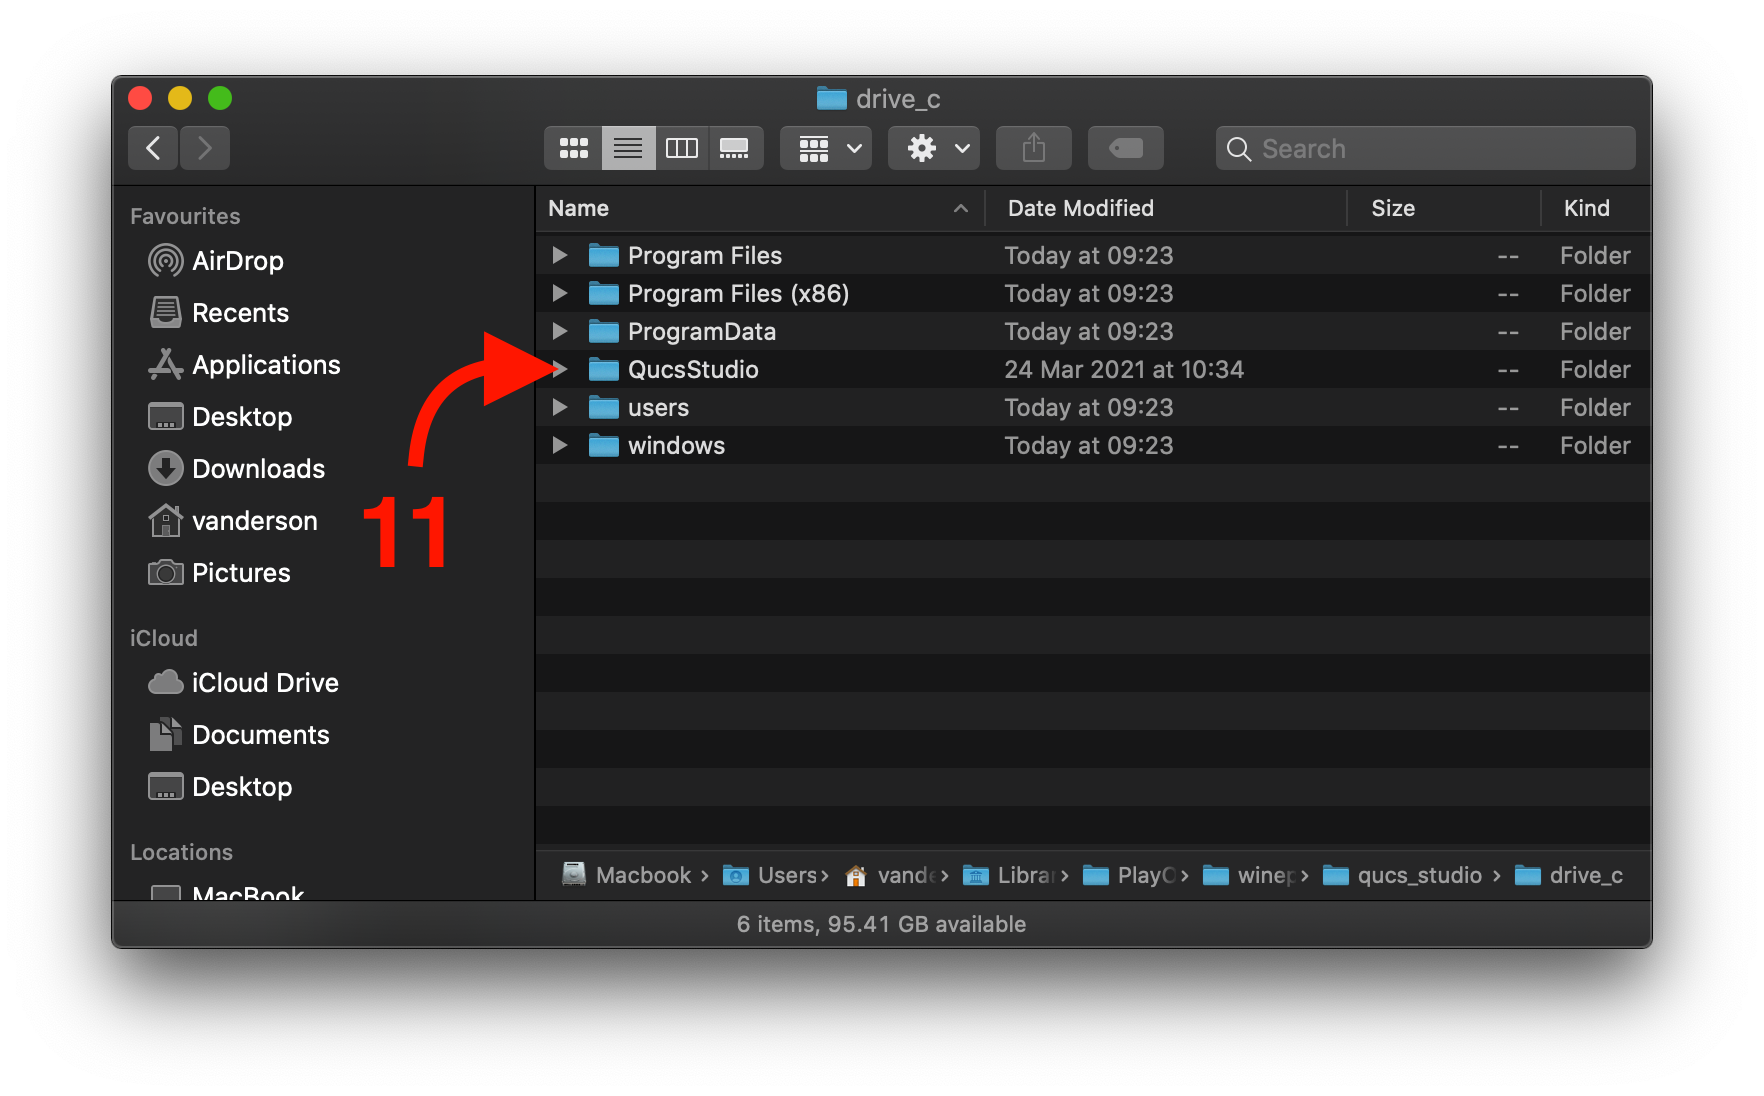 drive_c
Search
Favourites
AirDrop
Recents
Applications
Desktop
Downloads
vanderson
Pictures
iCloud
iCloud Drive
Documents
Desktop
Locations
MacBook
11
Name Date Modified Size Kind
Program Files Today at 09:23 -- Folder
Program Files (x86) Today at 09:23 -- Folder
ProgramData Today at 09:23 -- Folder
QucsStudio 24 Mar 2021 at 10:34 -- Folder
users Today at 09:23 -- Folder
windows Today at 09:23 -- Folder
Macbook › Users › vande › Librar › PlayO › winep › qucs_studio › drive_c
6 items, 95.41 GB available